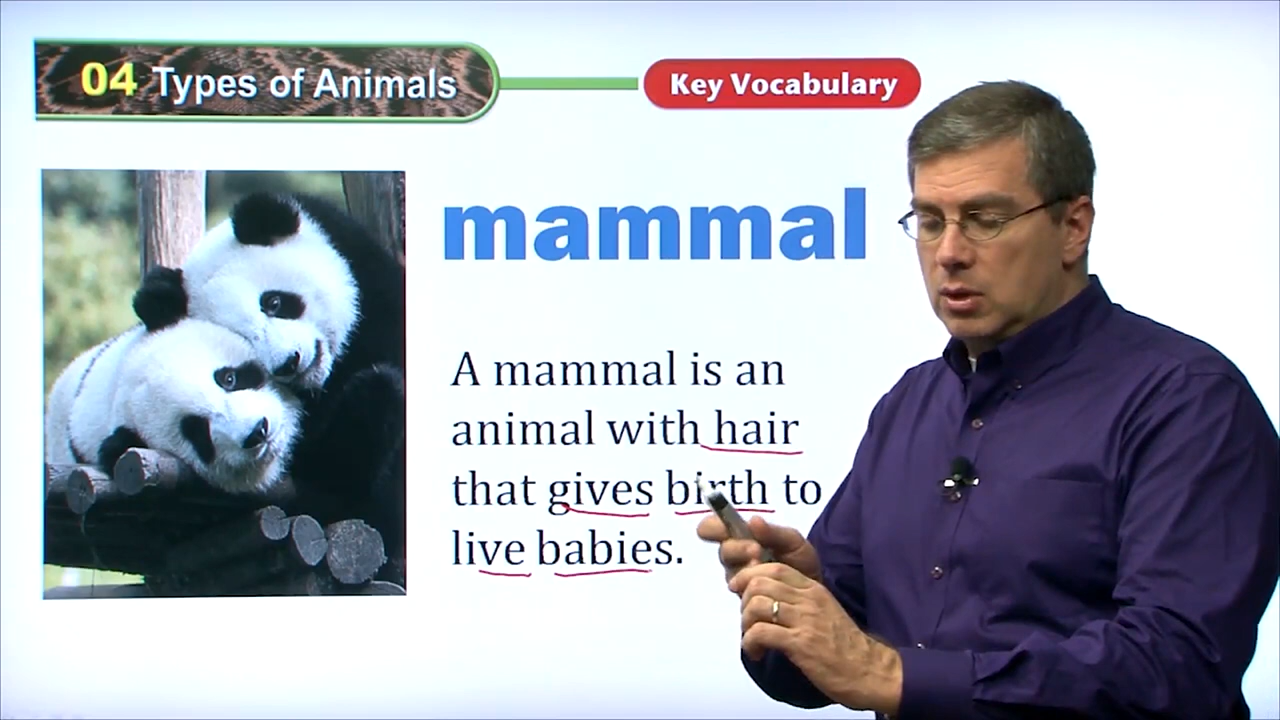 04 Types of Animals
Key Vocabulary
mammal
A mammal is an
animal with hair
that gives birth to
live babies.